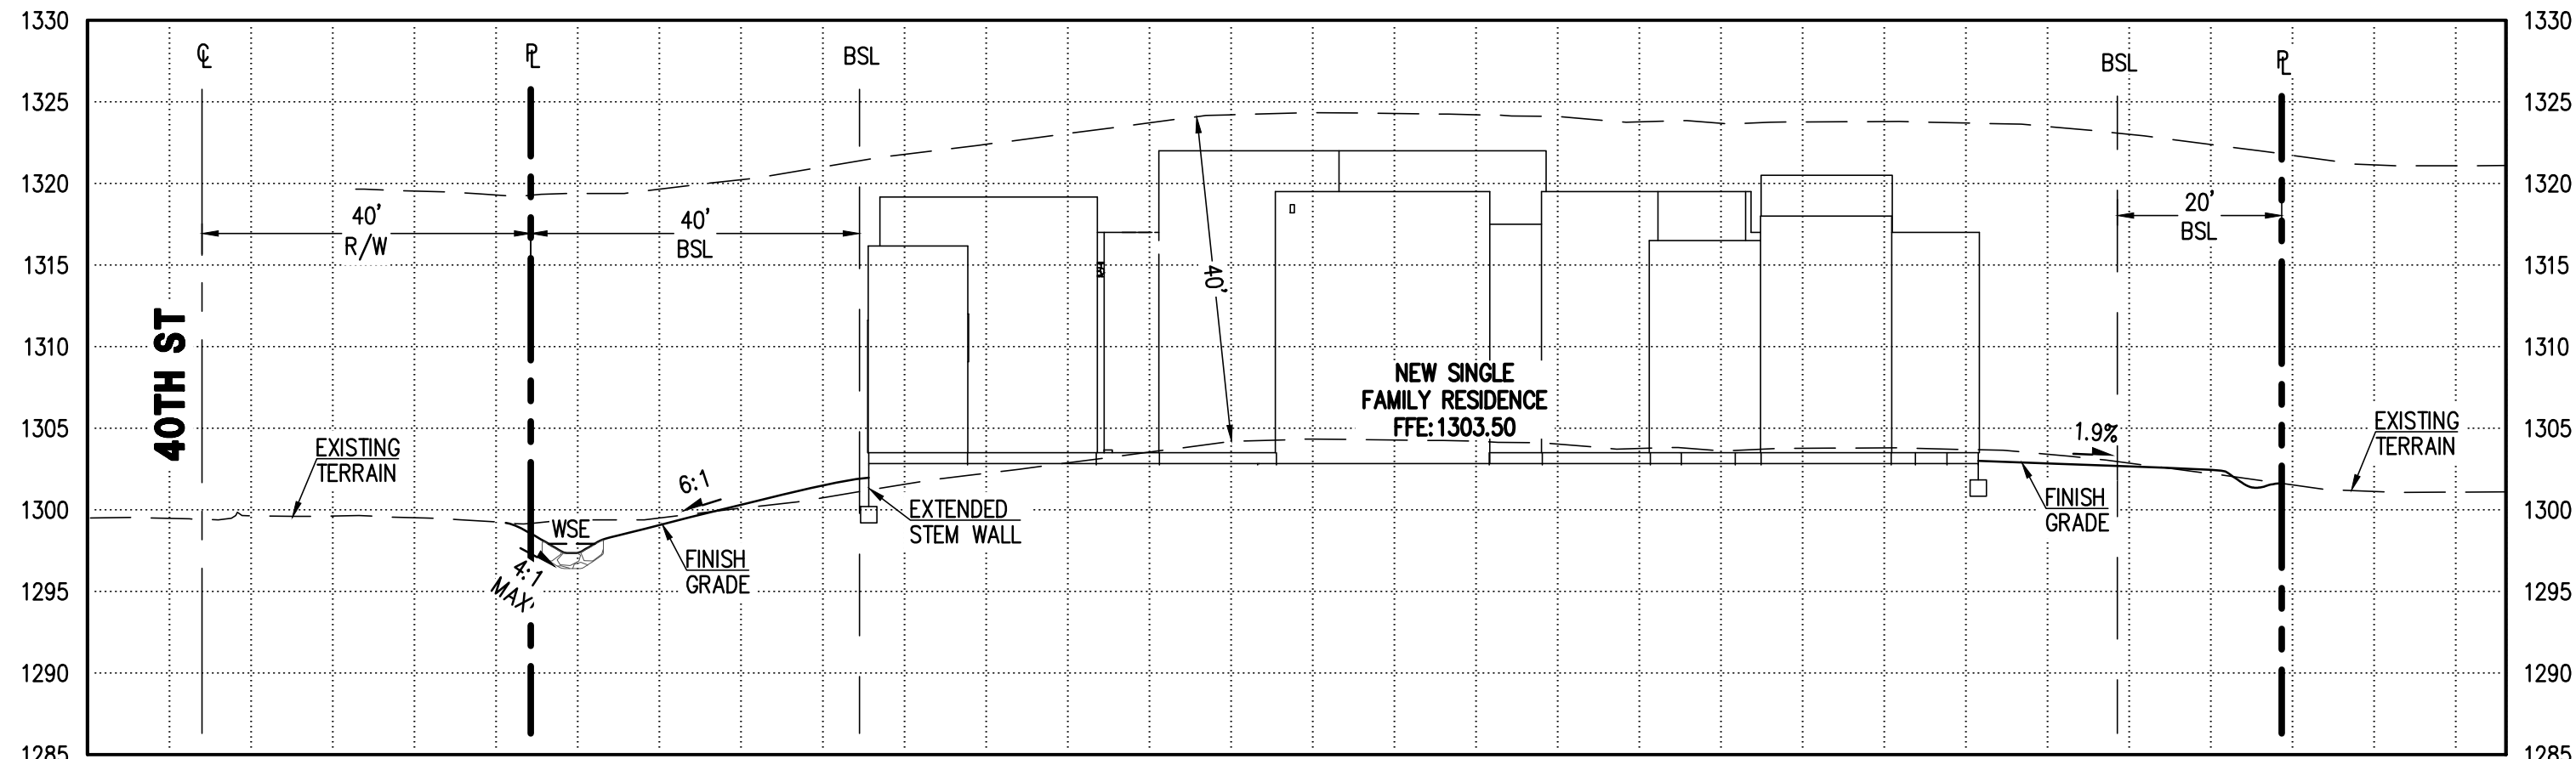 1330
1330
℄
PL
BSL
BSL
PL
1325
1325
1320
1320
40'
R/W
40'
BSL
20'
BSL
1315
1315
40'
40TH ST
1310
1310
NEW SINGLE
FAMILY RESIDENCE
FFE:1303.50
1305
1305
EXISTING
TERRAIN
1.9%
EXISTING
TERRAIN
6:1
1300
1300
WSE
EXTENDED
STEM WALL
FINISH
GRADE
FINISH
GRADE
4:1
MAX
1295
1295
1290
1290
1285
1285